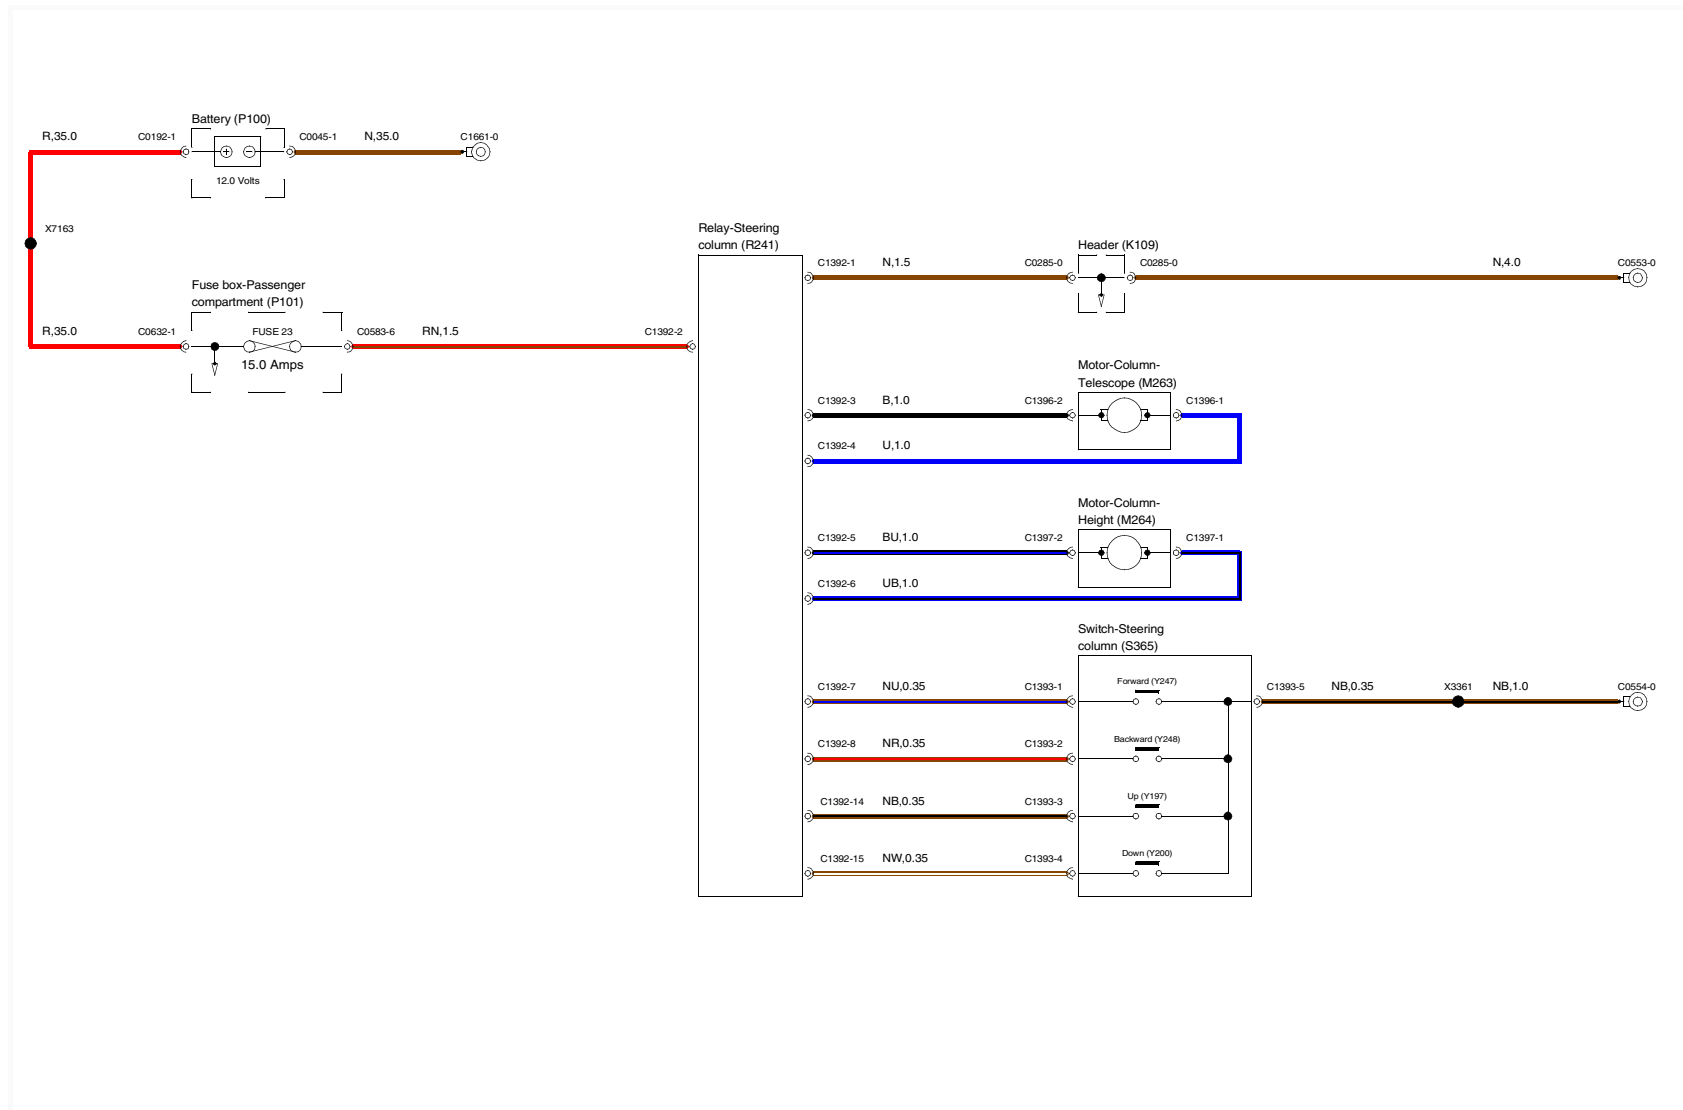 Battery (P100)
R,35.0
C0192-1
C0045-1
N,35.0
C1661-0
12.0 Volts
X7163
Relay-Steering
column (R241)
Header (K109)
C1392-1
N,1.5
C0285-0
C0285-0
N,4.0
C0553-0
Fuse box-Passenger
compartment (P101)
R,35.0
C0632-1
FUSE 23
C0583-6
RN,1.5
C1392-2
15.0 Amps
Motor-Column-
Telescope (M263)
C1392-3
B,1.0
C1396-2
C1396-1
C1392-4
U,1.0
Motor-Column-
Height (M264)
C1392-5
BU,1.0
C1397-2
C1397-1
C1392-6
UB,1.0
Switch-Steering
column (S365)
C1392-7
NU,0.35
C1393-1
Forward (Y247)
C1393-5
NB,0.35
X3361
NB,1.0
C0554-0
C1392-8
NR,0.35
C1393-2
Backward (Y248)
C1392-14
NB,0.35
C1393-3
Up (Y197)
C1392-15
NW,0.35
C1393-4
Down (Y200)